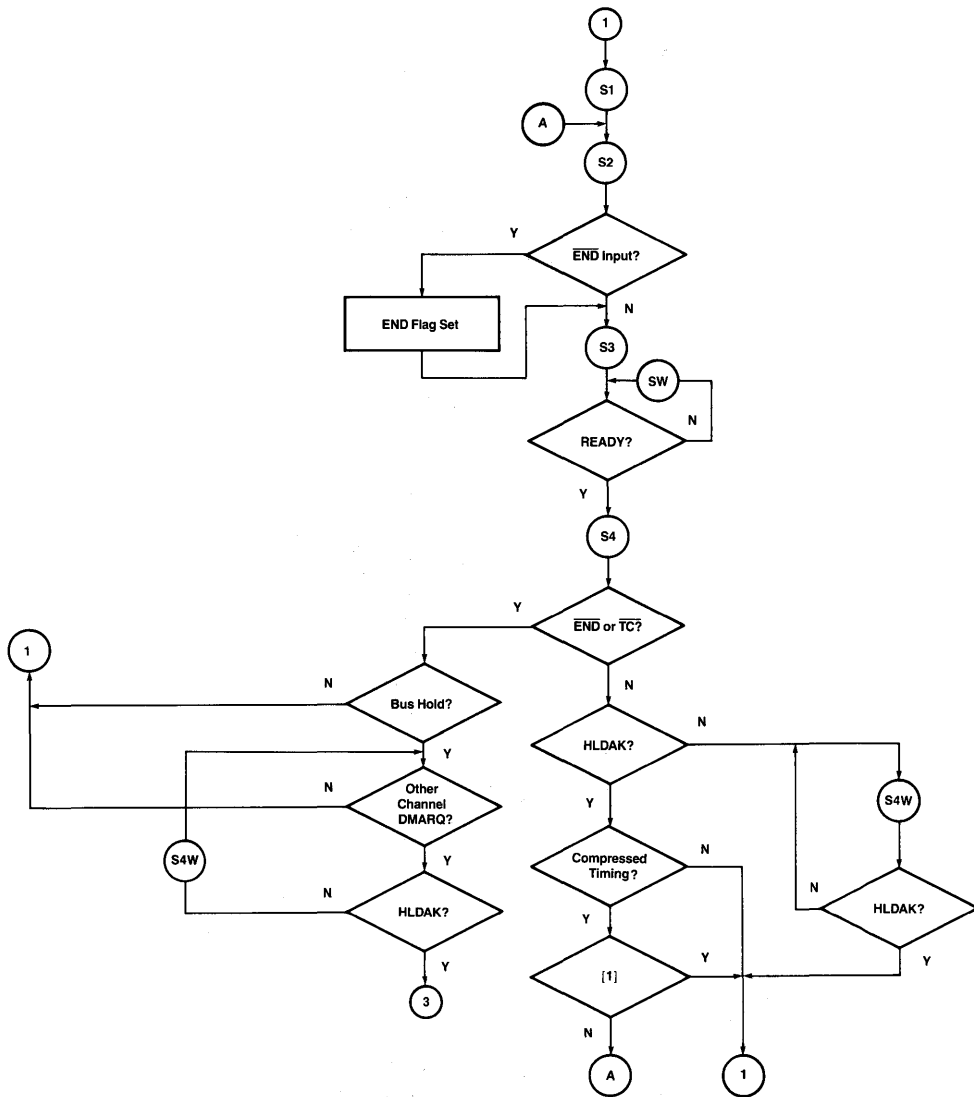 1
S1
A
S2
Y
END Input?
END Flag Set
N
S3
SW
N
READY?
Y
S4
Y
END or TC?
1
N
N
Bus Hold?
N
HLDAK?
Y
N
Other
Channel
DMARQ?
S4W
Y
Y
Compressed
Timing?
N
S4W
N
HLDAK?
N
HLDAK?
Y
Y
[1]
Y
Y
3
N
A
1